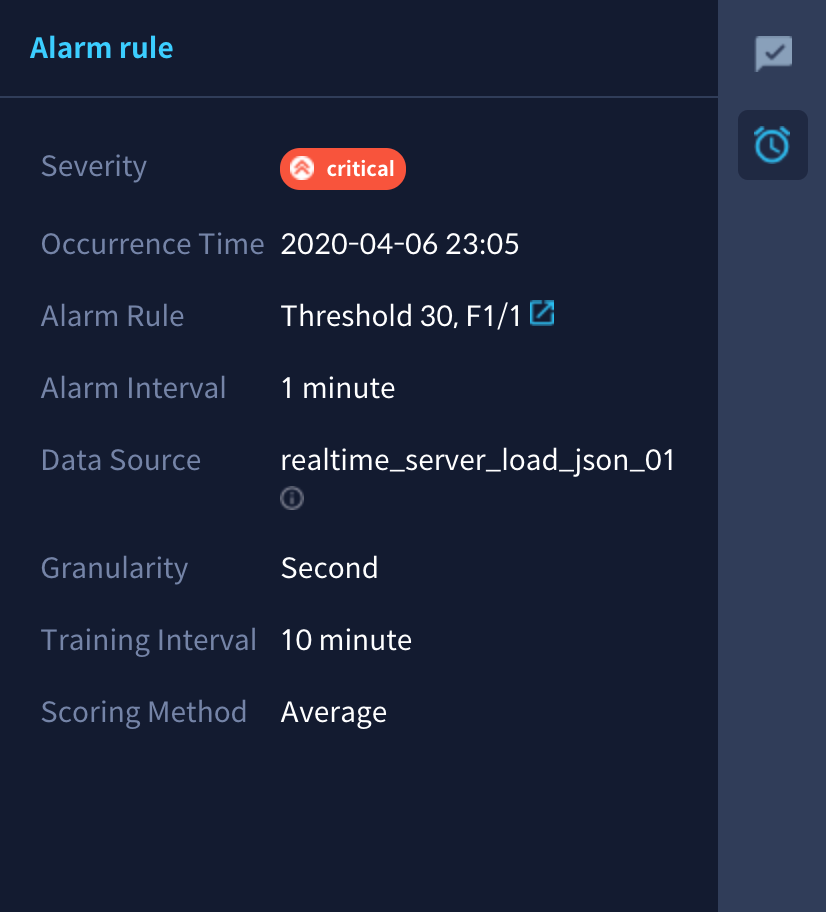 Alarm rule
Severity critical
Occurrence Time 2020-04-06 23:05
Alarm Rule Threshold 30, F1/1
Alarm Interval 1 minute
Data Source realtime_server_load_json_01
Granularity Second
Training Interval 10 minute
Scoring Method Average